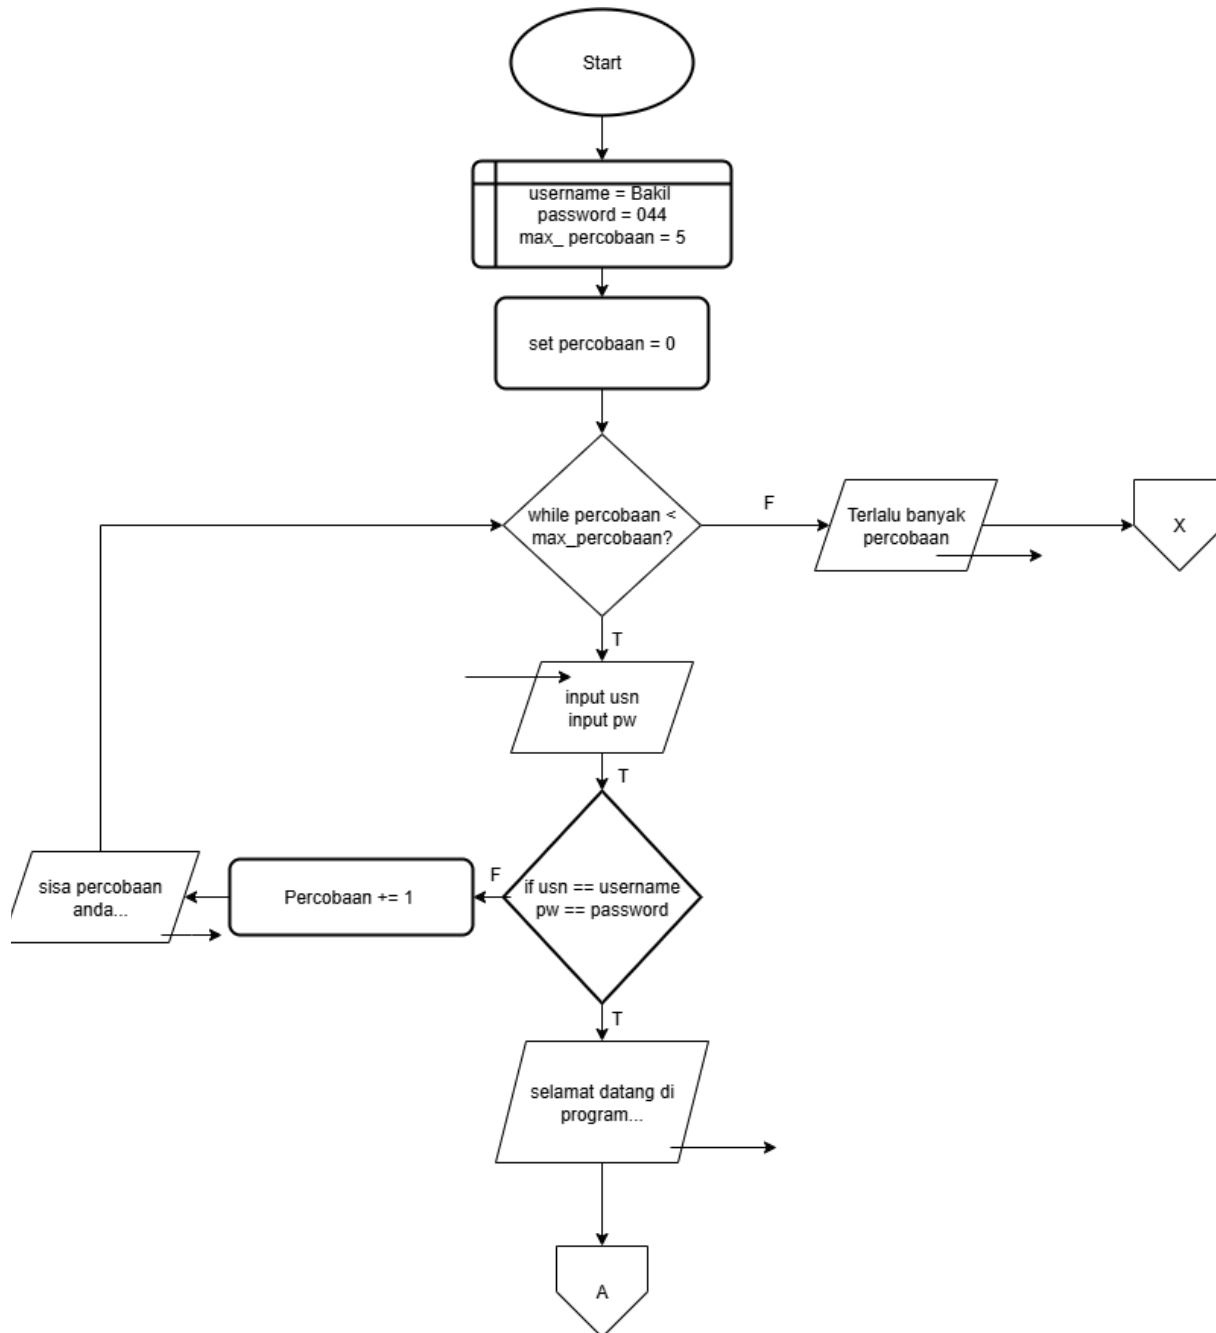 Start
username = Bakil
password = 044
max_ percobaan = 5
set percobaan = 0
while percobaan <
max_percobaan?
F
Terlalu banyak
percobaan
X
T
input usn
input pw
T
if usn == username
pw == password
F
Percobaan += 1
sisa percobaan
anda...
T
selamat datang di
program...
A